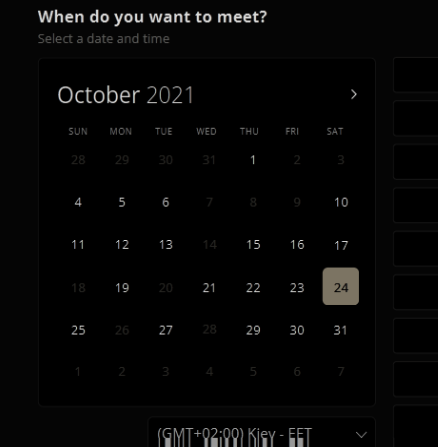 When do you want to meet?
Select a date and time
October 2021
SUN MON TUE WED THU FRI SAT
28 29 30 31 1 2 3
4 5 6 7 8 9 10
11 12 13 14 15 16 17
18 19 20 21 22 23 24
25 26 27 28 29 30 31
1 2 3 4 5 6 7
(GMT+02:00) Kiev - EET